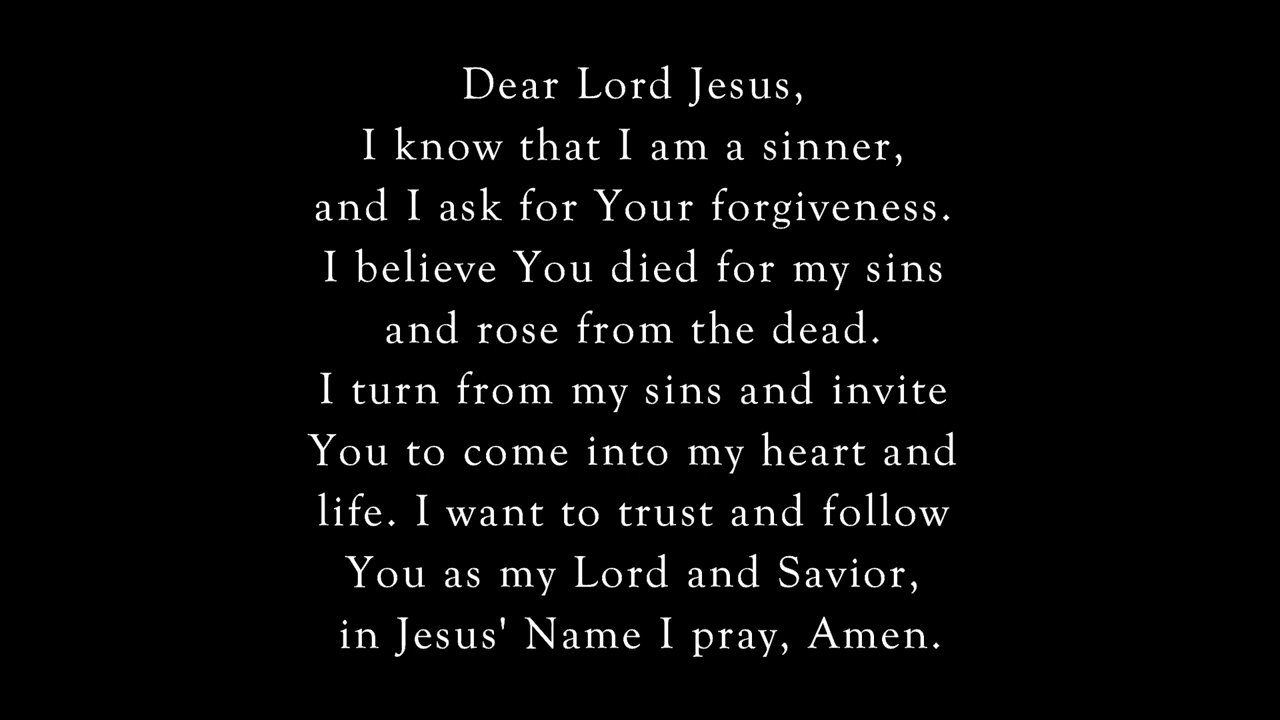 Dear Lord Jesus,
I know that I am a sinner,
and I ask for Your forgiveness.
I believe You died for my sins
and rose from the dead.
I turn from my sins and invite
You to come into my heart and
life. I want to trust and follow
You as my Lord and Savior,
in Jesus' Name I pray, Amen.